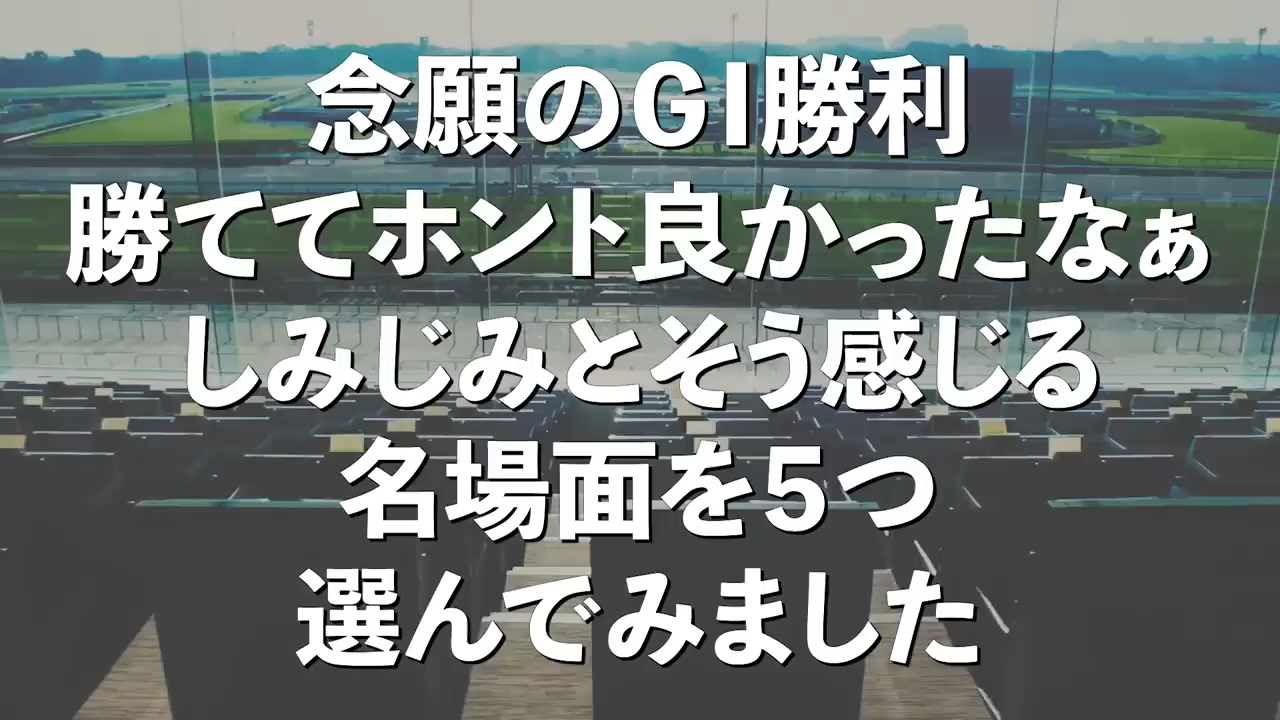 念願のGI勝利
勝ててホント良かったなぁ
しみじみとそう感じる
名場面を5つ
選んでみました